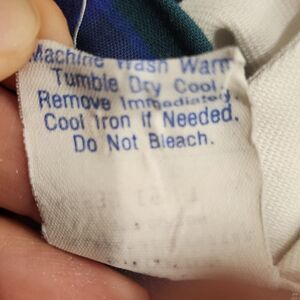 Machine Wash Warm
Tumble Dry Cool.
Remove Immediately.
Cool Iron If Needed.
Do Not Bleach.